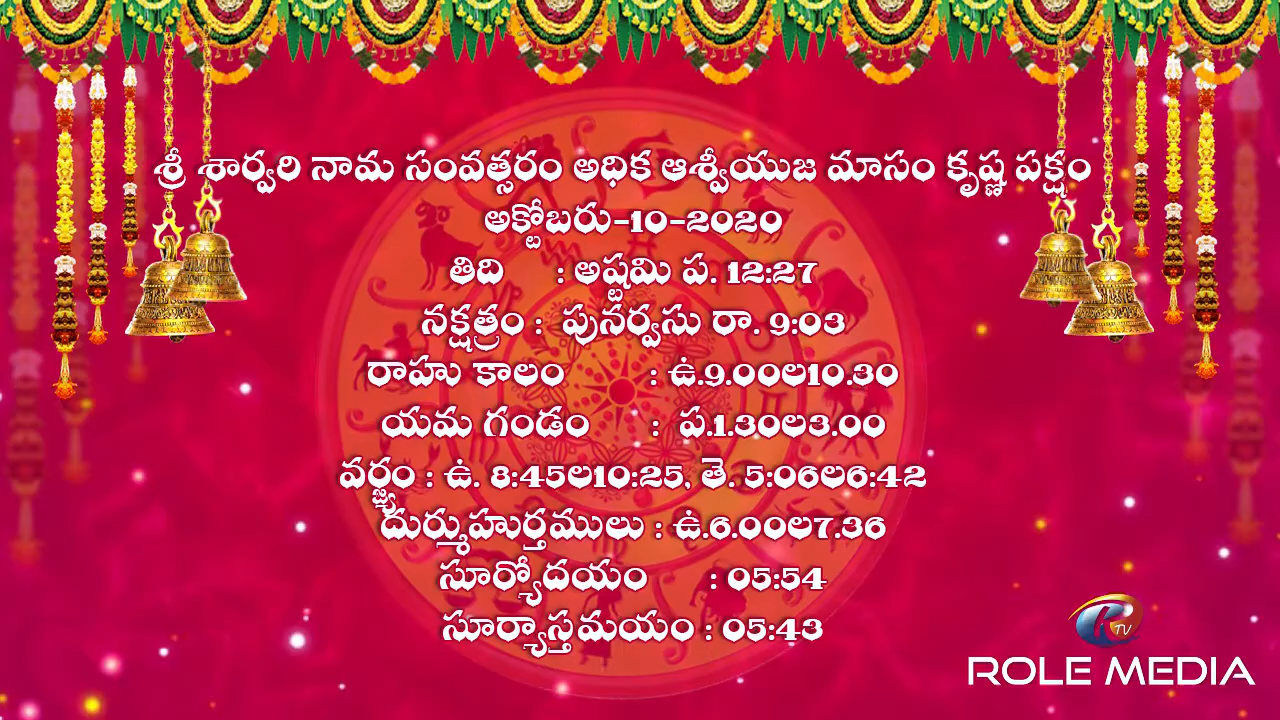 శ్రీ శార్వరి నామ సంవత్సరం అధిక ఆశ్వీయుజ మాసం కృష్ణ పక్షం
అక్టోబరు-10-2020
తిది : అష్టమి ప. 12:27
నక్షత్రం : పునర్వసు రా. 9:03
రాహు కాలం : ఉ.9.00ల10.30
యమ గండం : ప.1.30ల3.00
వర్జ్యం : ఉ. 8:45ల10:25, తె. 5:06ల6:42
దుర్ముహుర్తములు : ఉ.6.00ల7.36
సూర్యోదయం : 05:54
సూర్యాస్తమయం : 05:43
R TV
ROLE MEDIA